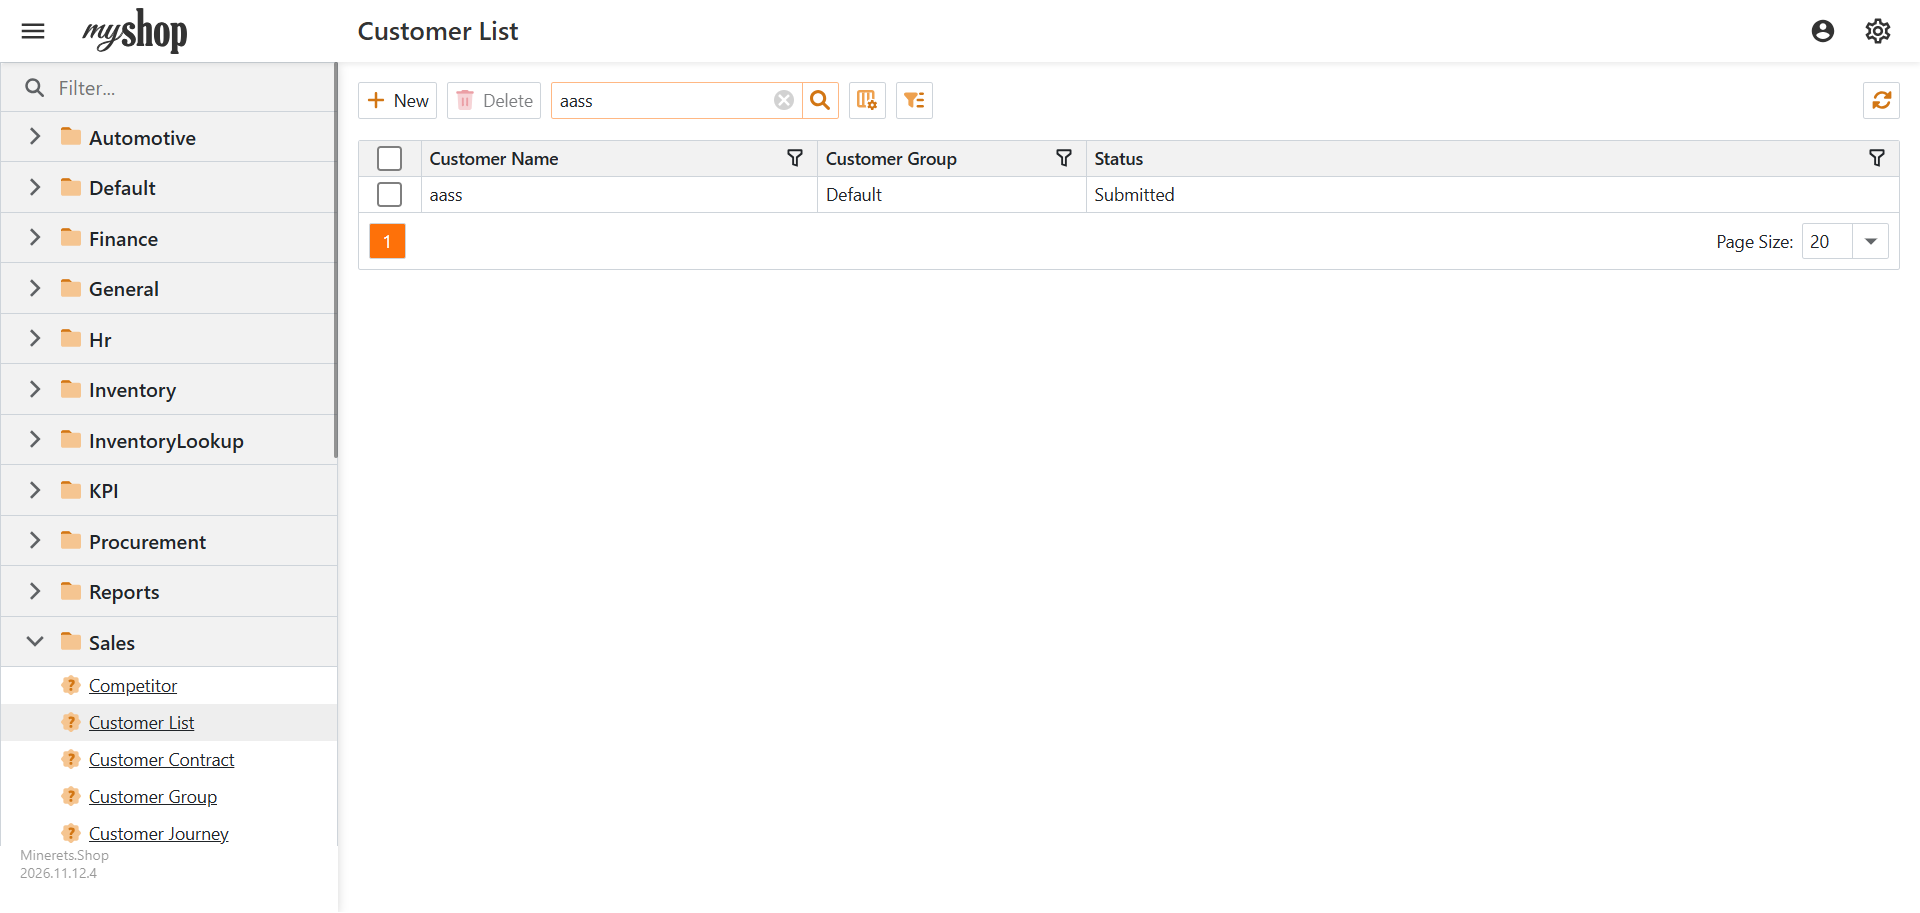 myshop
Customer List
Filter...
New
Delete
aass
Automotive
Default
Finance
General
Hr
Inventory
InventoryLookup
KPI
Procurement
Reports
Sales
Competitor
Customer List
Customer Contract
Customer Group
Customer Journey
Minerets.Shop
2026.11.12.4
Customer Name
Customer Group
Status
aass
Default
Submitted
1
Page Size:
20